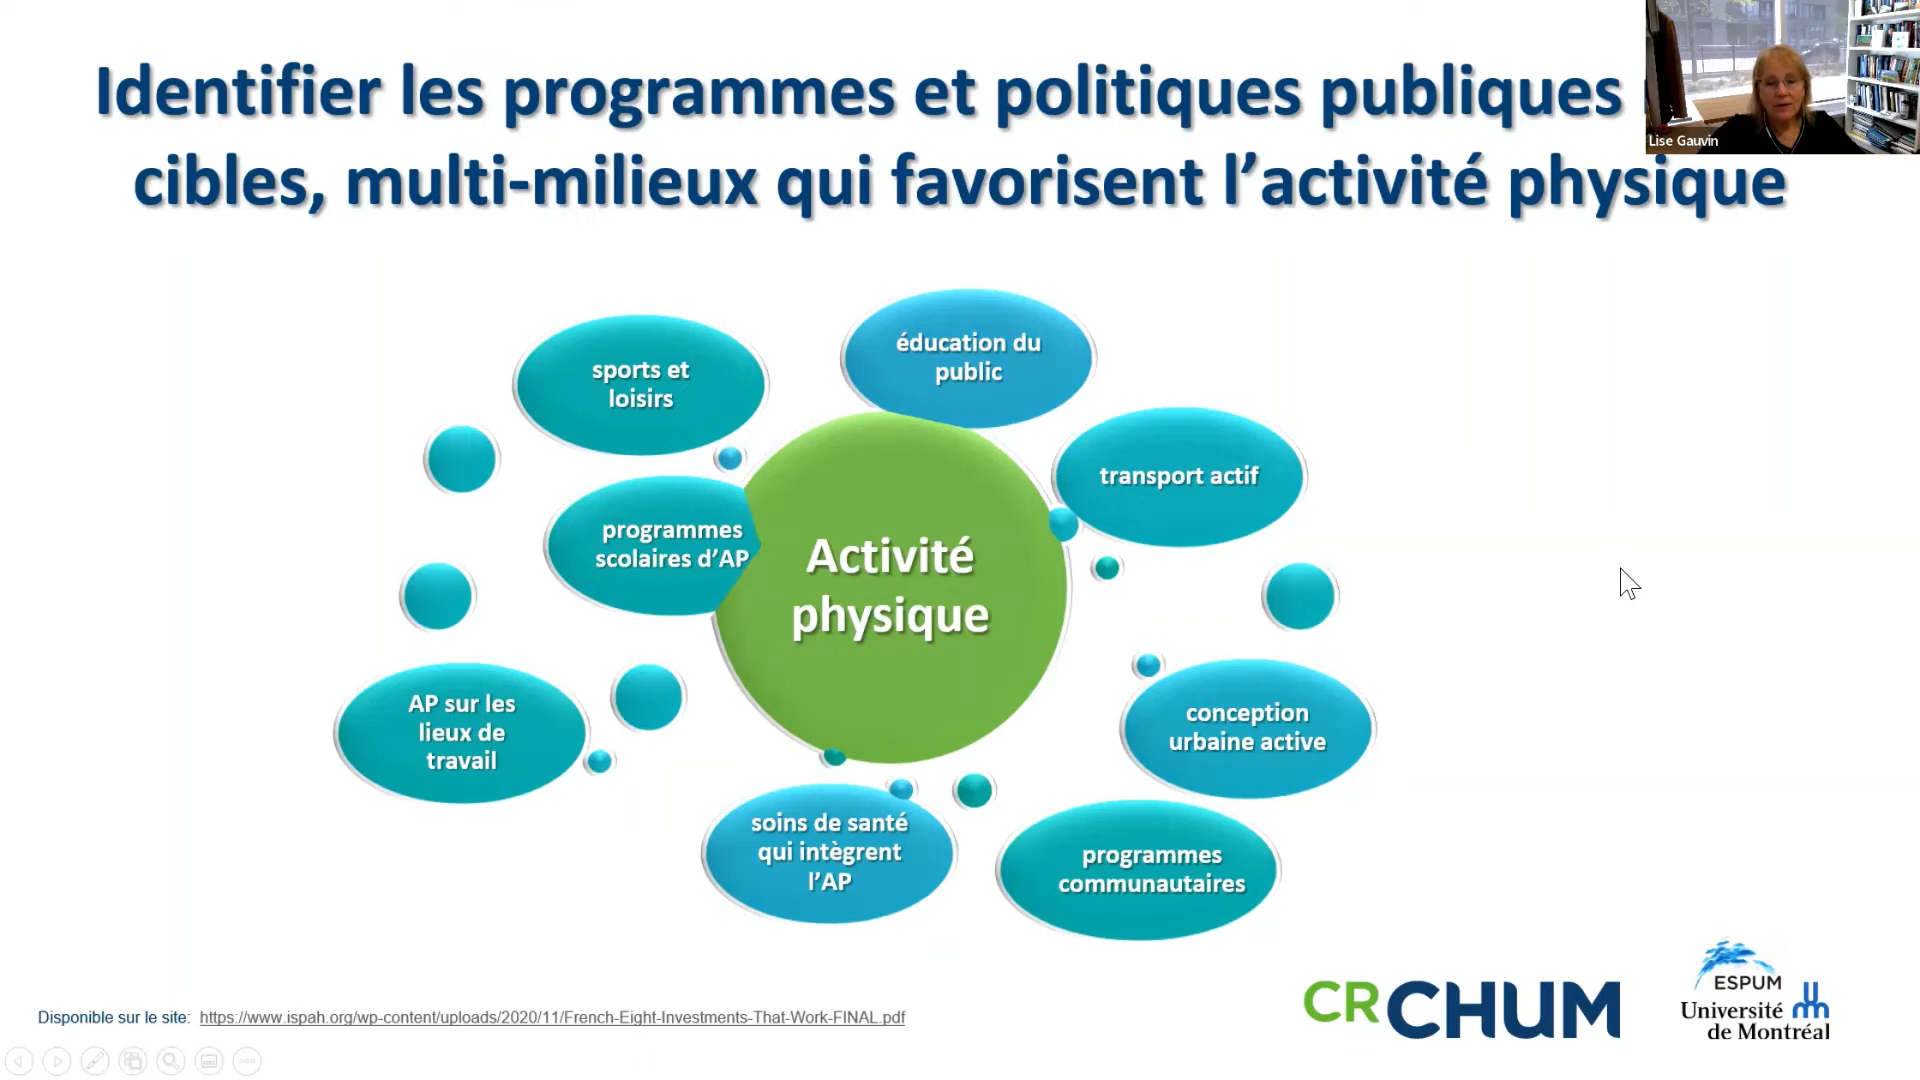 Identifier les programmes et politiques publiques
cibles, multi-milieux qui favorisent l’activité physique
Lise Gauvin
éducation du
public
sports et
loisirs
transport actif
programmes
scolaires d’AP
Activité
physique
AP sur les
lieux de
travail
conception
urbaine active
soins de santé
qui intègrent
l’AP
programmes
communautaires
Disponible sur le site: https://www.ispah.org/wp-content/uploads/2020/11/French-Eight-Investments-That-Work-FINAL.pdf
CRCHUM
ESPUM
Université
de Montréal